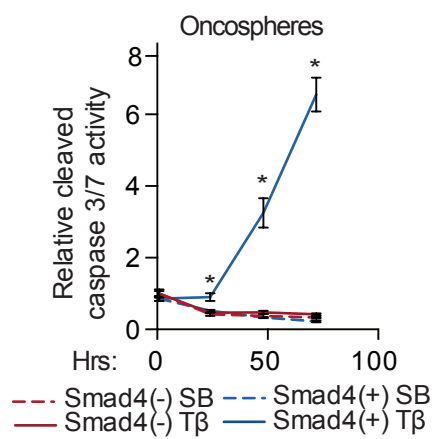 Oncospheres
Relative cleaved
caspase 3/7 activity
8
6
4
2
0
*
*
*
Hrs: 0 50 100
Smad4(-) SB Smad4(+) SB
Smad4(-) Tβ Smad4(+) Tβ